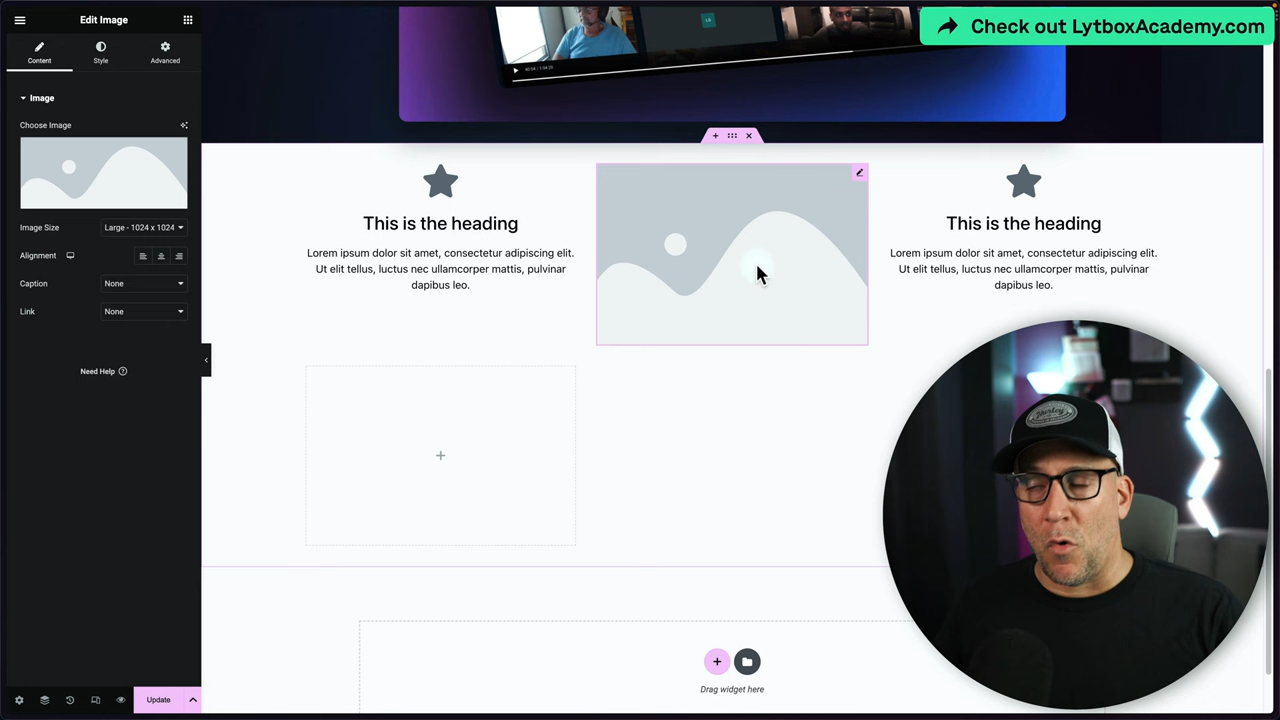 Edit Image
Check out LytboxAcademy.com
Content
Style
Advanced
Image
Choose Image
Image Size
Large - 1024 x 1024
Alignment
Caption
None
Link
None
Need Help
Update
LB
This is the heading
Lorem ipsum dolor sit amet, consectetur adipiscing elit.
Ut elit tellus, luctus nec ullamcorper mattis, pulvinar
dapibus leo.
This is the heading
Lorem ipsum dolor sit amet, consectetur adipiscing elit.
Ut elit tellus, luctus nec ullamcorper mattis, pulvinar
dapibus leo.
Drag widget here
Hurley